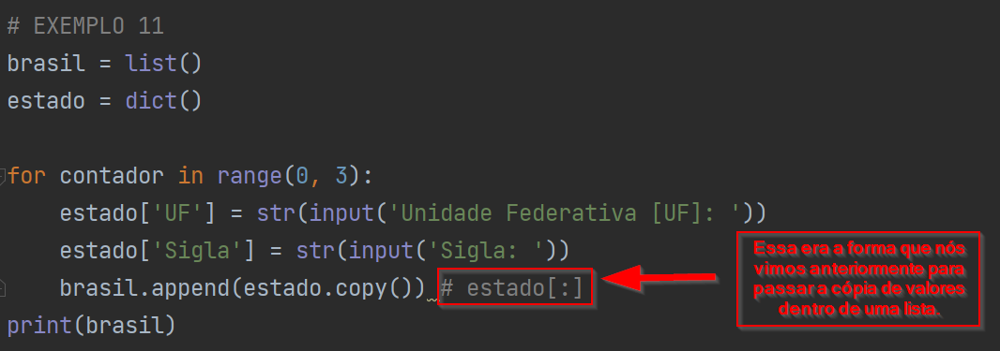 # EXEMPLO 11
brasil = list()
estado = dict()
for contador in range(0, 3):
    estado['UF'] = str(input('Unidade Federativa [UF]: '))
    estado['Sigla'] = str(input('Sigla: '))
    brasil.append(estado.copy()) # estado[:]
print(brasil)
Essa era a forma que nós
vimos anteriormente para
passar a cópia de valores
dentro de uma lista.